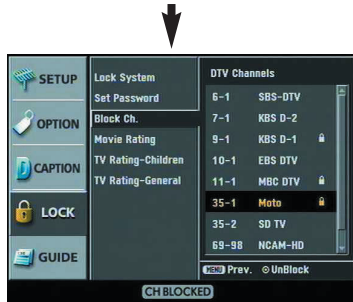 SETUP
OPTION
CAPTION
LOCK
GUIDE
Lock System
Set Password
Block Ch.
Movie Rating
TV Rating-Children
TV Rating-General
DTV Channels
6-1 SBS-DTV
7-1 KBS D-2
9-1 KBS D-1
10-1 EBS DTV
11-1 MBC DTV
35-1 Moto
35-2 SD TV
69-98 NCAM-HD
MENU Prev. UnBlock
CH BLOCKED